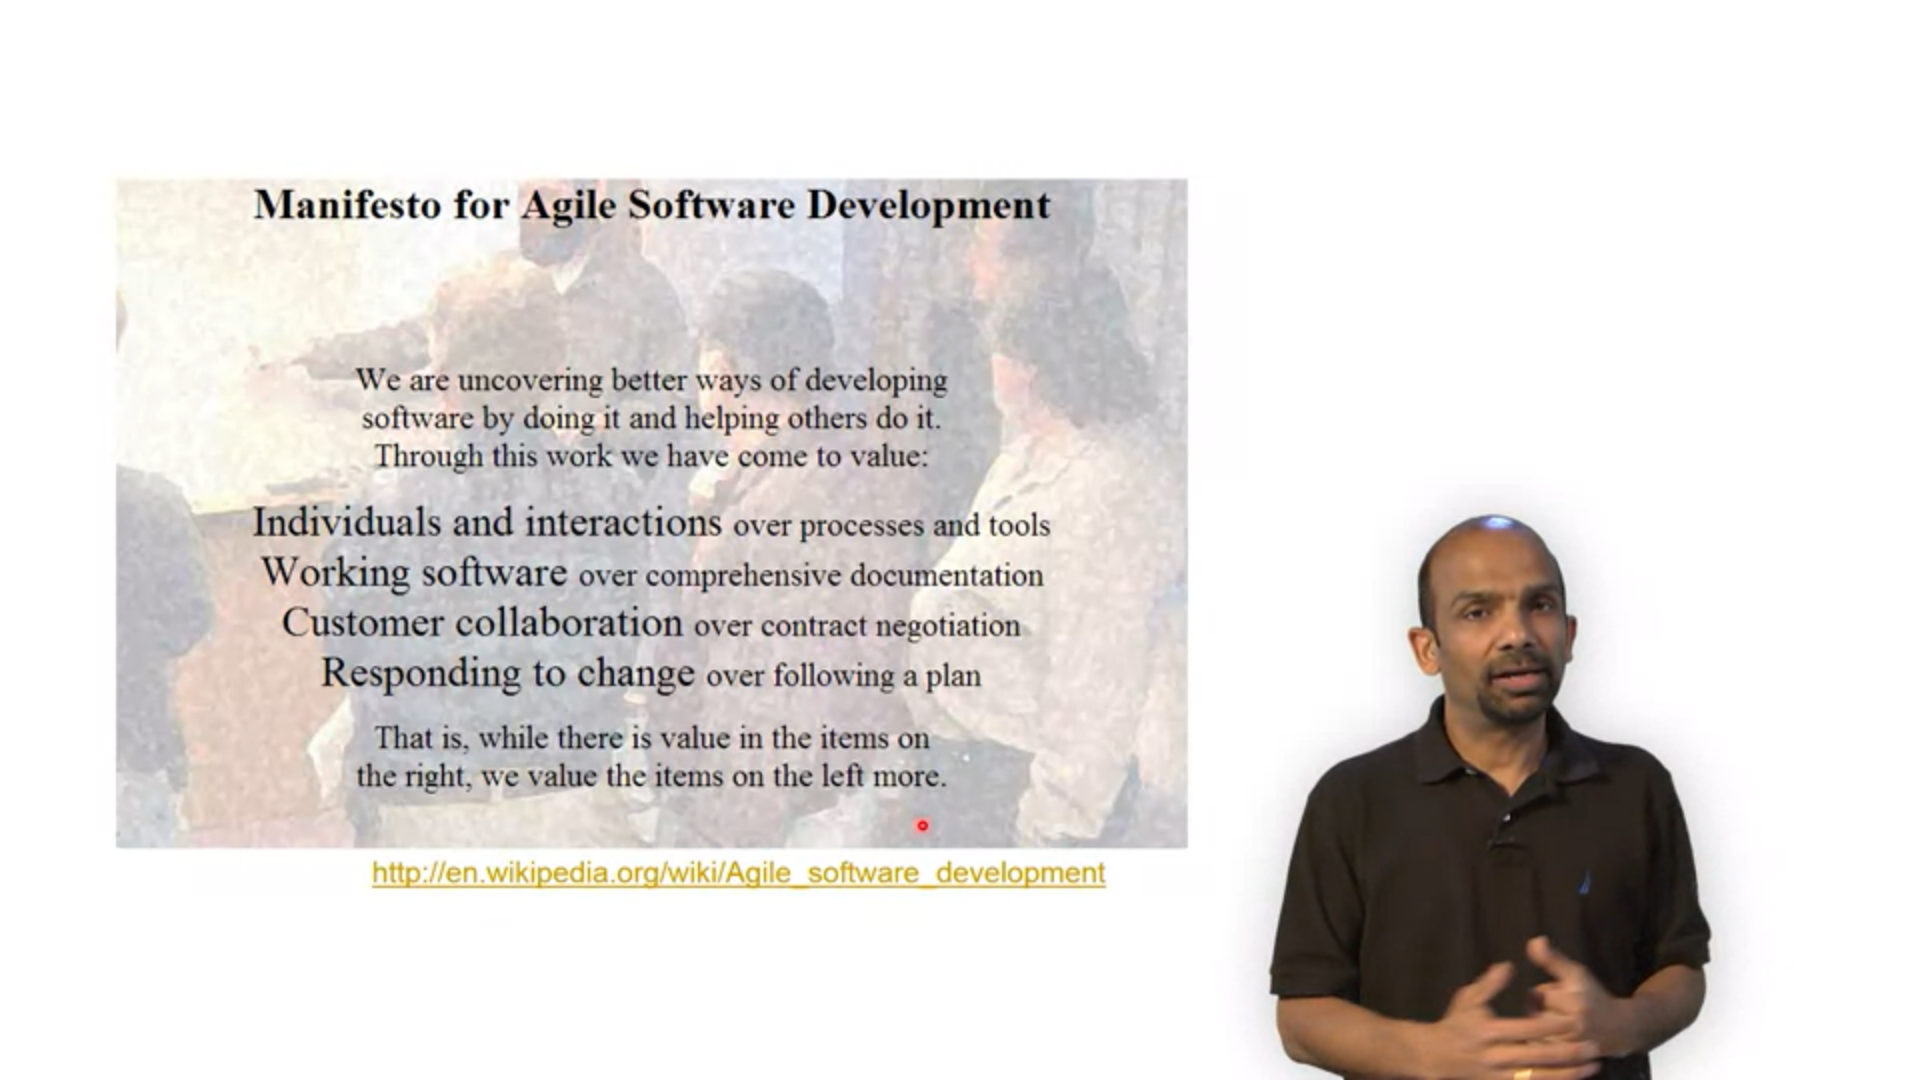 Manifesto for Agile Software Development
We are uncovering better ways of developing
software by doing it and helping others do it.
Through this work we have come to value:
Individuals and interactions over processes and tools
Working software over comprehensive documentation
Customer collaboration over contract negotiation
Responding to change over following a plan
That is, while there is value in the items on
the right, we value the items on the left more.
http://en.wikipedia.org/wiki/Agile_software_development